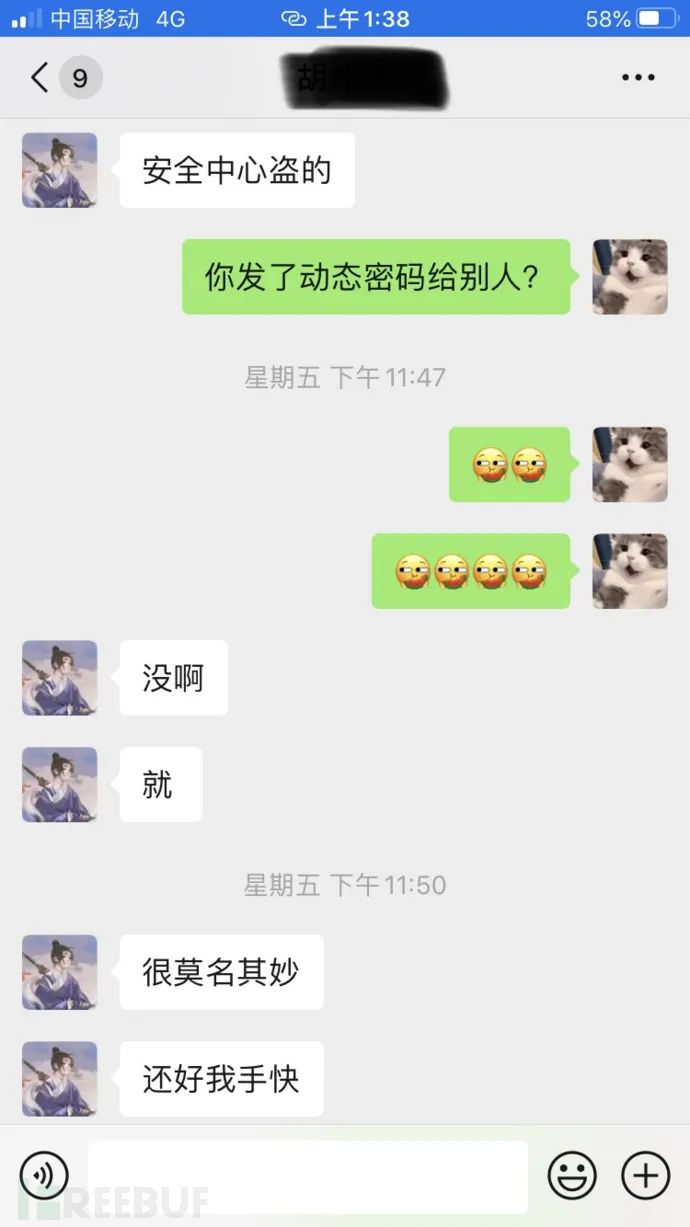 中国移动 4G 上午1:38 58%
9 胡
安全中心盗的
你发了动态密码给别人?
星期五 下午11:47
没啊
就
星期五 下午11:50
很莫名其妙
还好我手快
REEBUF